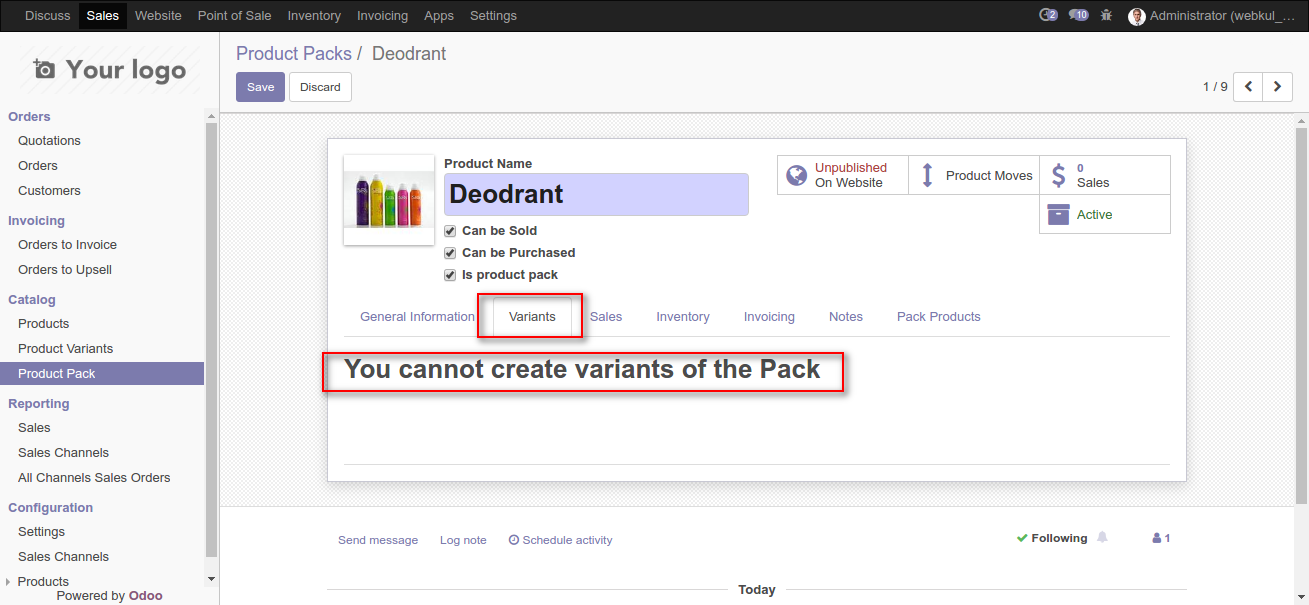 Discuss Sales Website Point of Sale Inventory Invoicing Apps Settings 2 10 Administrator (webkul_...
Your logo
Orders
Quotations
Orders
Customers
Invoicing
Orders to Invoice
Orders to Upsell
Catalog
Products
Product Variants
Product Pack
Reporting
Sales
Sales Channels
All Channels Sales Orders
Configuration
Settings
Sales Channels
Products
Powered by Odoo
Product Packs / Deodrant
Save Discard
1 / 9
Product Name
Deodrant
Can be Sold
Can be Purchased
Is product pack
Unpublished
On Website
Product Moves
0
Sales
Active
General Information Variants Sales Inventory Invoicing Notes Pack Products
You cannot create variants of the Pack
Send message Log note Schedule activity
Following 1
Today